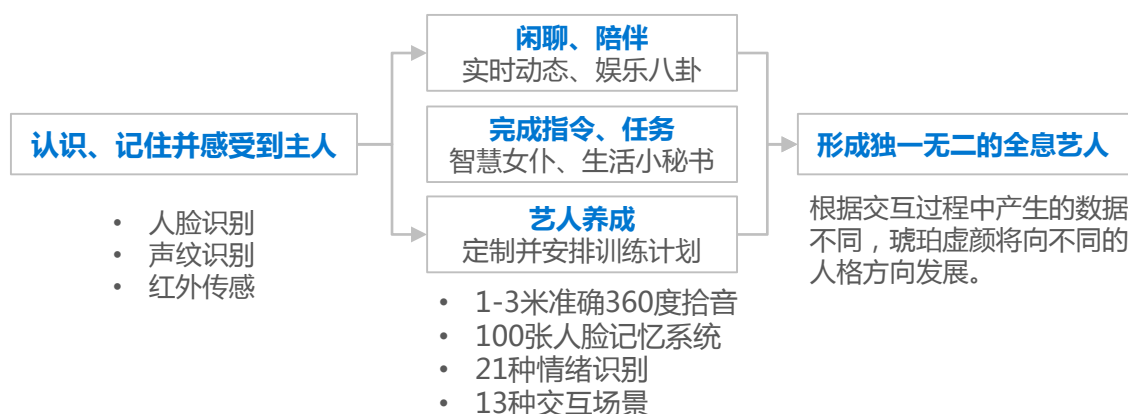 认识、记住并感受到主人
• 人脸识别
• 声纹识别
• 红外传感
闲聊、陪伴
实时动态、娱乐八卦
完成指令、任务
智慧女仆、生活小秘书
艺人养成
定制并安排训练计划
• 1-3米准确360度拾音
• 100张人脸记忆系统
• 21种情绪识别
• 13种交互场景
形成独一无二的全息艺人
根据交互过程中产生的数据
不同，琥珀虚颜将向不同的
人格方向发展。